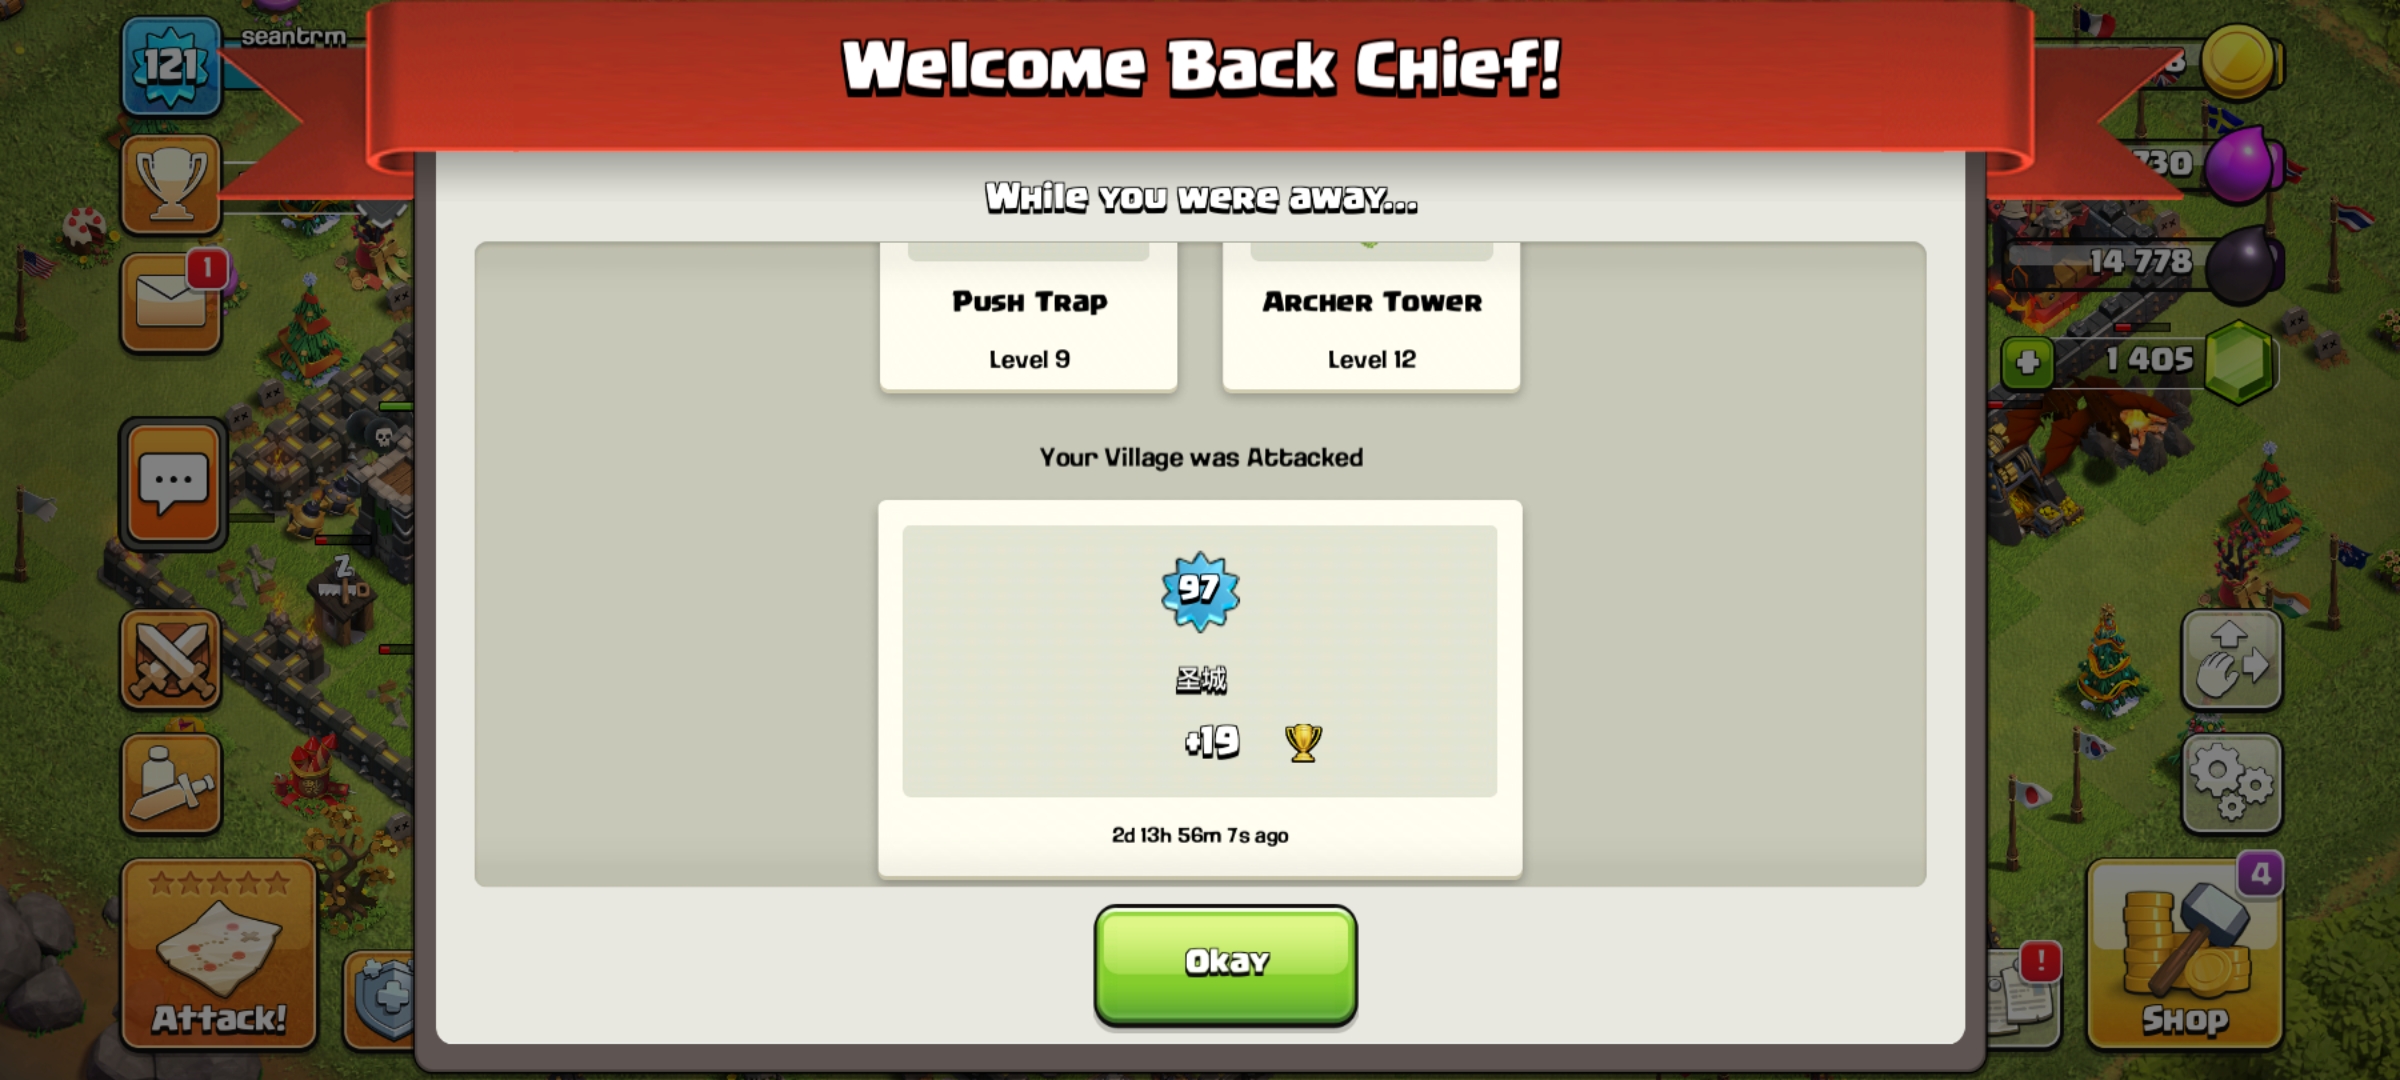 121
seantrm
Welcome Back Chief!
While you were away...
730
1
14 778
Push Trap
Level 9
Archer Tower
Level 12
1 405
Your Village was Attacked
97
圣城
+19
2d 13h 56m 7s ago
4
Okay
!
Attack!
Shop